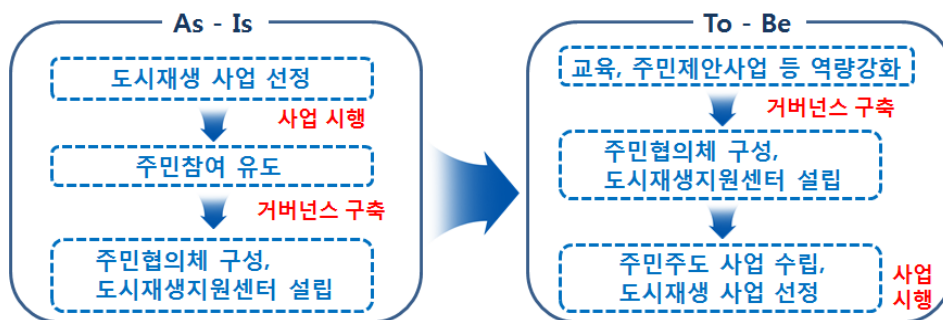 As - Is
도시재생 사업 선정
사업 시행
주민참여 유도
거버넌스 구축
주민협의체 구성,
도시재생지원센터 설립
To - Be
교육, 주민제안사업 등 역량강화
거버넌스 구축
주민협의체 구성,
도시재생지원센터 설립
주민주도 사업 수립,
도시재생 사업 선정
사업
시행